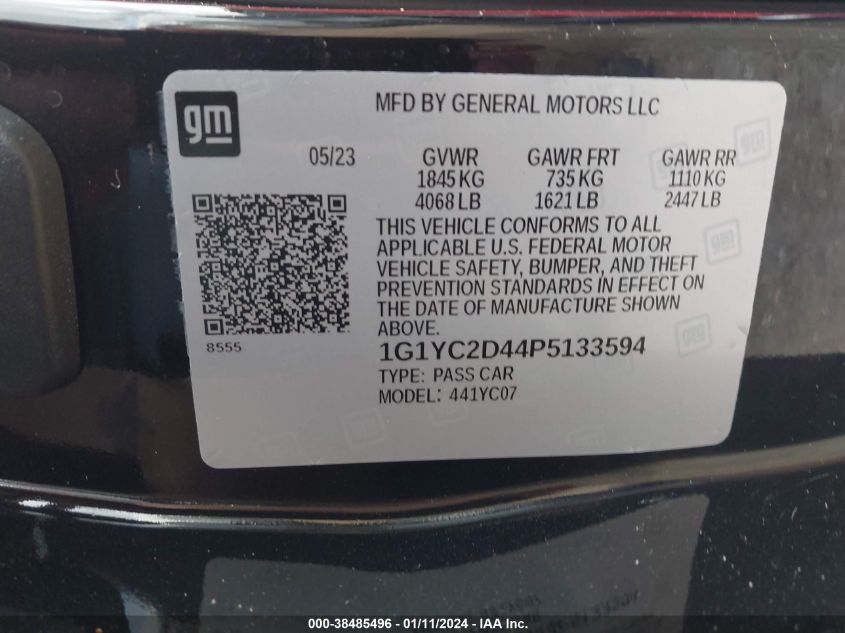 gm
MFD BY GENERAL MOTORS LLC
05/23 GVWR GAWR FRT GAWR RR
1845 KG 735 KG 1110 KG
4068 LB 1621 LB 2447 LB
THIS VEHICLE CONFORMS TO ALL
APPLICABLE U.S. FEDERAL MOTOR
VEHICLE SAFETY, BUMPER, AND THEFT
PREVENTION STANDARDS IN EFFECT ON
THE DATE OF MANUFACTURE SHOWN
ABOVE.
8555
1G1YC2D44P5133594
TYPE: PASS CAR
MODEL: 441YC07
000-38485496 - 01/11/2024 - IAA Inc.